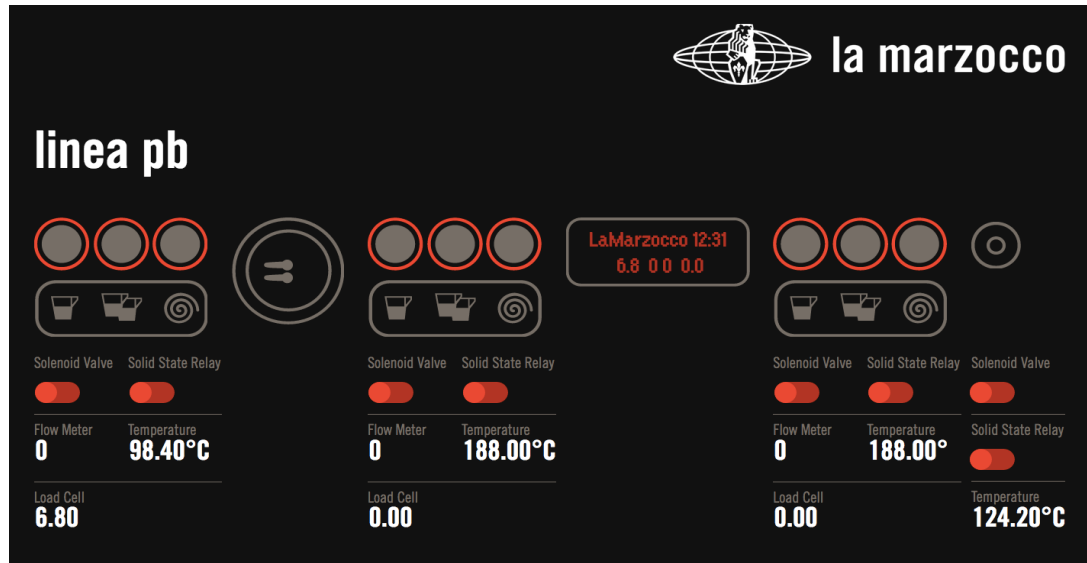 la marzocco
linea pb
LaMarzocco 12:31
6.8 0 0 0.0
Solenoid Valve Solid State Relay
Solenoid Valve Solid State Relay
Solenoid Valve Solid State Relay Solenoid Valve
Flow Meter Temperature
0 98.40°C
Flow Meter Temperature
0 188.00°C
Flow Meter Temperature
0 188.00°
Solid State Relay
Load Cell
6.80
Load Cell
0.00
Load Cell
0.00
Temperature
124.20°C